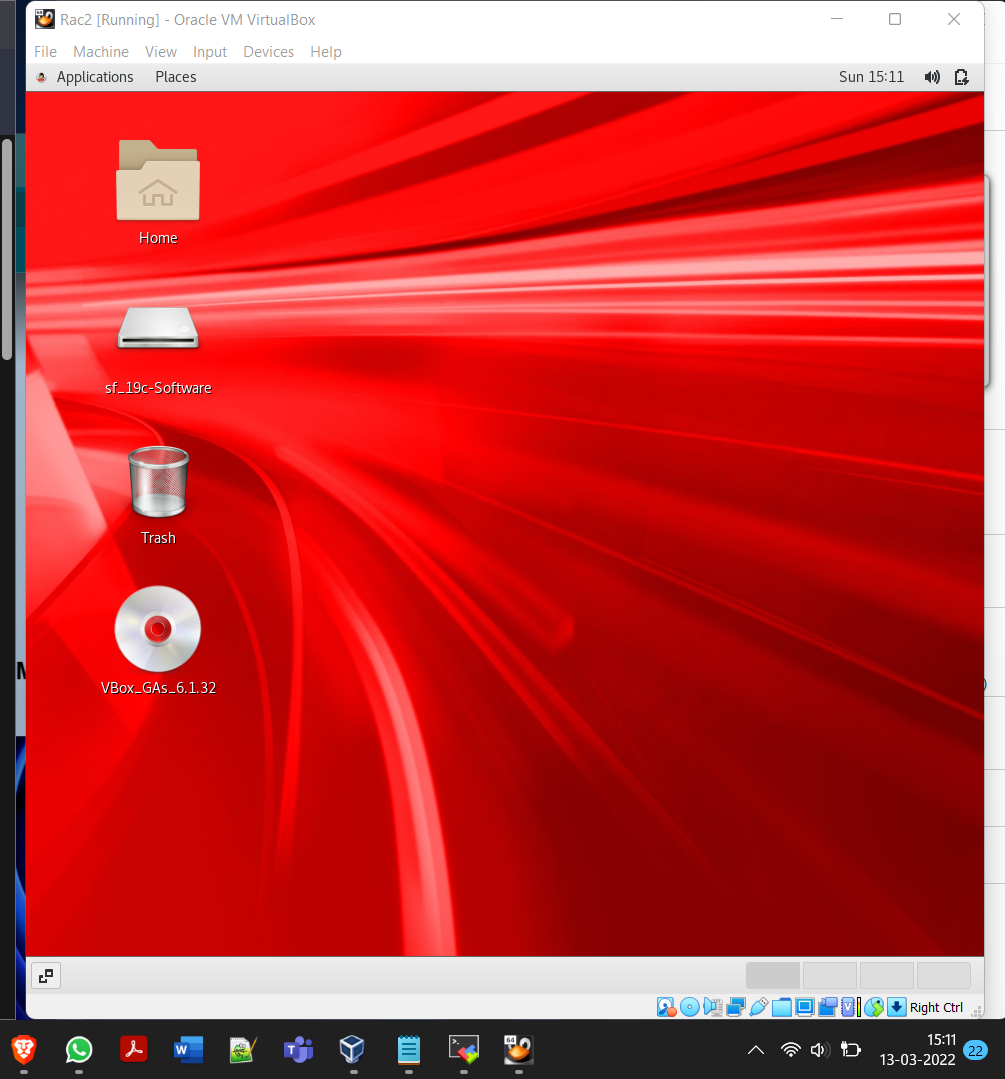 Rac2 [Running] - Oracle VM VirtualBox
File Machine View Input Devices Help
Applications Places Sun 15:11
Home
sf_19c-Software
Trash
VBox_GAs_6.1.32
Right Ctrl
15:11
13-03-2022
22